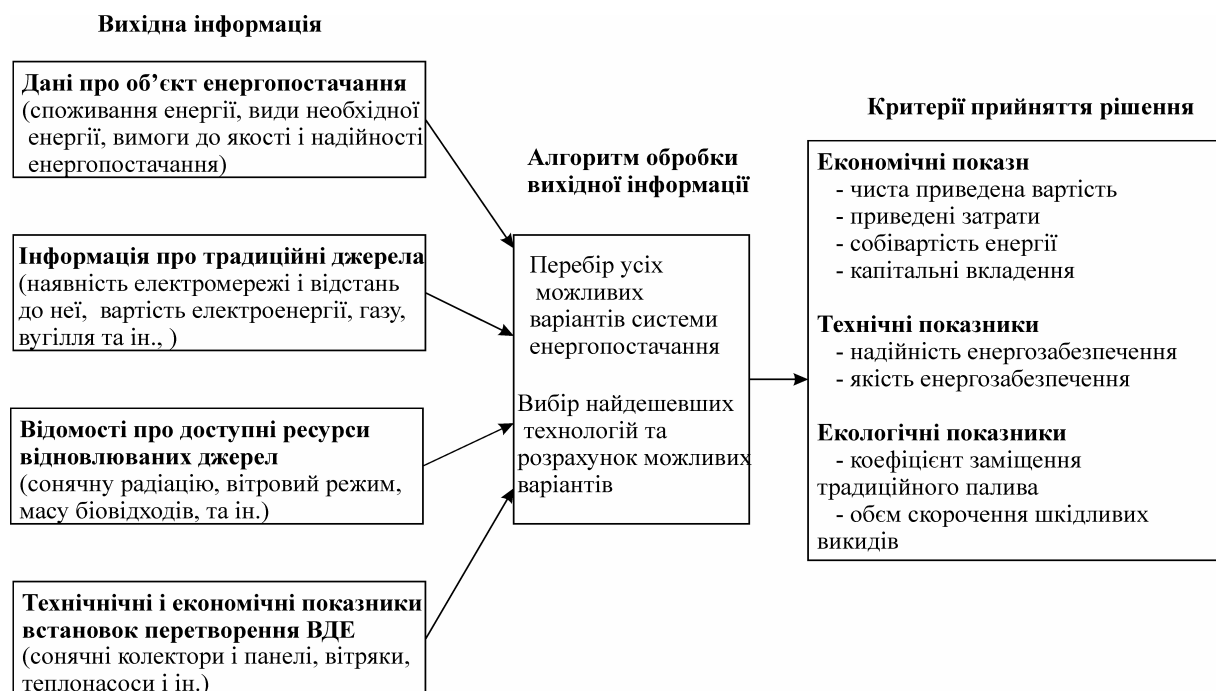 Вихідна інформація
Дані про об’єкт енергопостачання
(споживання енергії, види необхідної
енергії, вимоги до якості і надійності
енергопостачання)
Інформація про традиційні джерела
(наявність електромережі і відстань
до неї, вартість електроенергії, газу,
вугілля та ін., )
Відомості про доступні ресурси
відновлюваних джерел
(сонячну радіацію, вітровий режим,
масу біовідходів, та ін.)
Технічнічні і економічні показники
встановок перетворення ВДЕ
(сонячні колектори і панелі, вітряки,
теплонасоси і ін.)
Алгоритм обробки
вихідної інформації
Перебір усіх
можливих
варіантів системи
енергопостачання
Вибір найдешевших
технологій та
розрахунок можливих
варіантів
Критерії прийняття рішення
Економічні показн
- чиста приведена вартість
- приведені затрати
- собівартість енергії
- капітальні вкладення
Технічні показники
- надійність енергозабезпечення
- якість енергозабезпечення
Екологічні показники
- коефіцієнт заміщення
традиційного палива
- обєм скорочення шкідливих
викидів